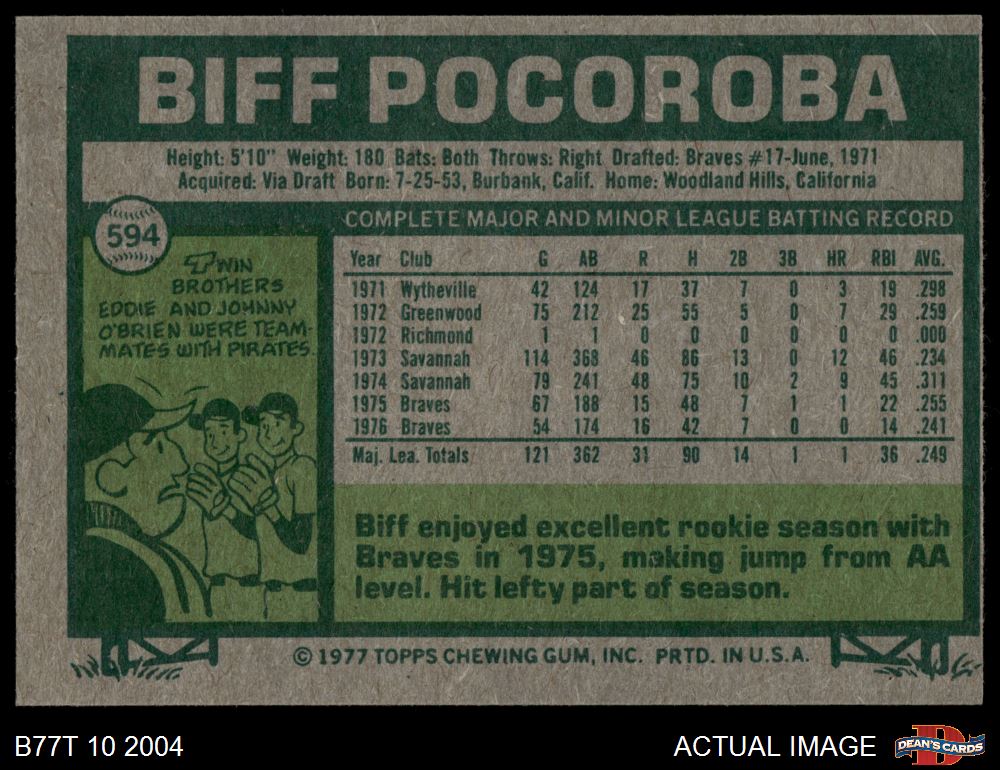 BIFF POCOROBA
Height: 5'10" Weight: 180 Bats: Both Throws: Right Drafted: Braves #17-June, 1971
Acquired: Via Draft Born: 7-25-53, Burbank, Calif. Home: Woodland Hills, California
594
TWIN
BROTHERS
EDDIE AND JOHNNY
O'BRIEN WERE TEAM-
MATES WITH PIRATES.
COMPLETE MAJOR AND MINOR LEAGUE BATTING RECORD
Year Club G AB R H 2B 3B HR RBI AVG.
1971 Wytheville 42 124 17 37 7 0 3 19 .298
1972 Greenwood 75 212 25 55 5 0 7 29 .259
1972 Richmond 1 1 0 0 0 0 0 0 .000
1973 Savannah 114 368 46 86 13 0 12 46 .234
1974 Savannah 79 241 48 75 10 2 9 45 .311
1975 Braves 67 188 15 48 7 1 1 22 .255
1976 Braves 54 174 16 42 7 0 0 14 .241
Maj. Lea. Totals 121 362 31 90 14 1 1 36 .249
Biff enjoyed excellent rookie season with
Braves in 1975, making jump from AA
level. Hit lefty part of season.
© 1977 TOPPS CHEWING GUM, INC. PRTD. IN U.S.A.
B77T 10 2004
ACTUAL IMAGE
D
DEAN'S CARDS